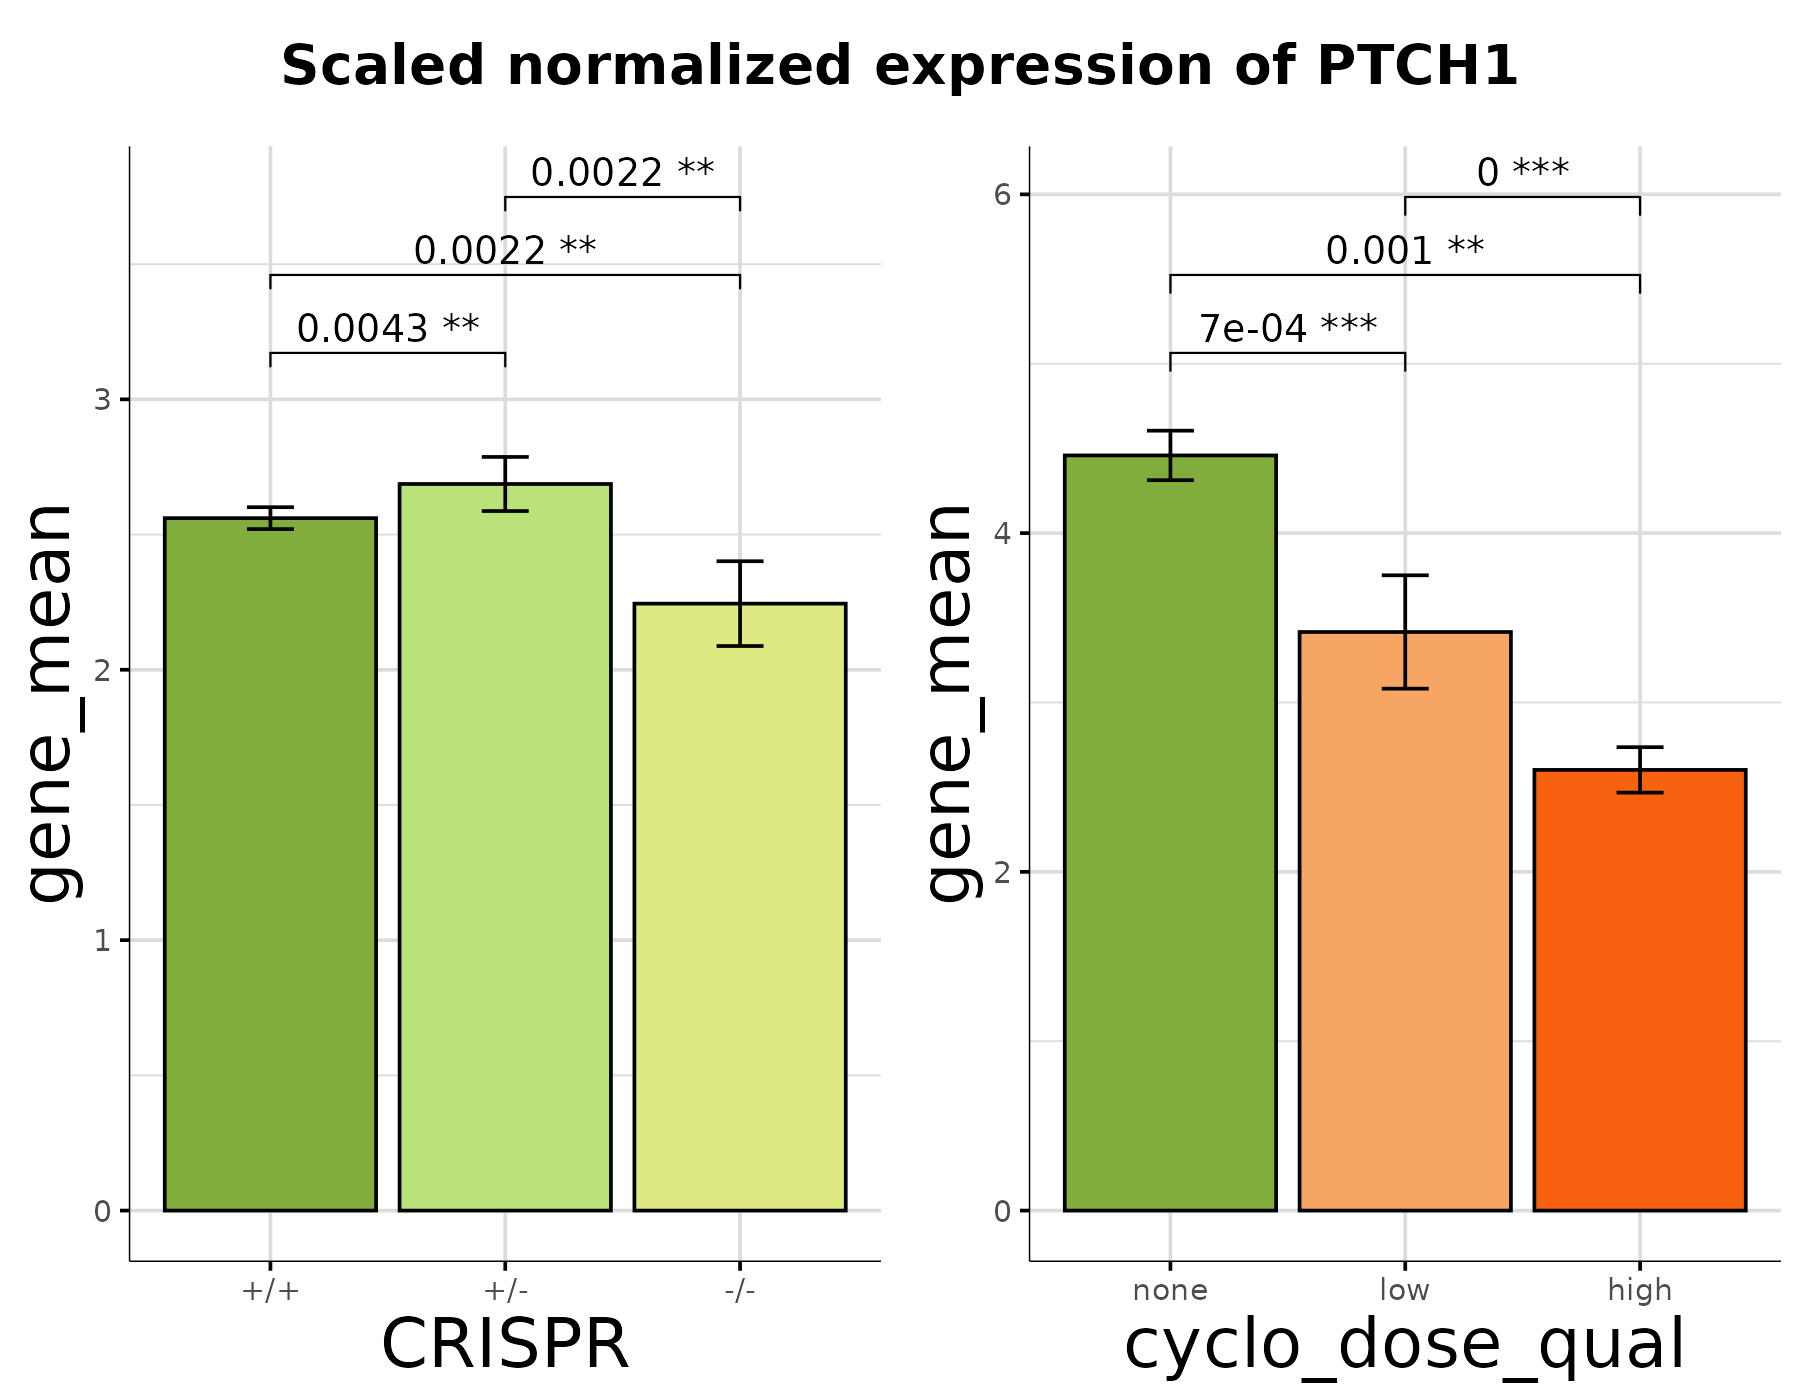 Scaled normalized expression of PTCH1
gene_mean
3
2
1
0
0.0022 **
0.0022 **
0.0043 **
+/+ +/- -/-
CRISPR
gene_mean
6
4
2
0
0 ***
0.001 **
7e-04 ***
none low high
cyclo_dose_qual